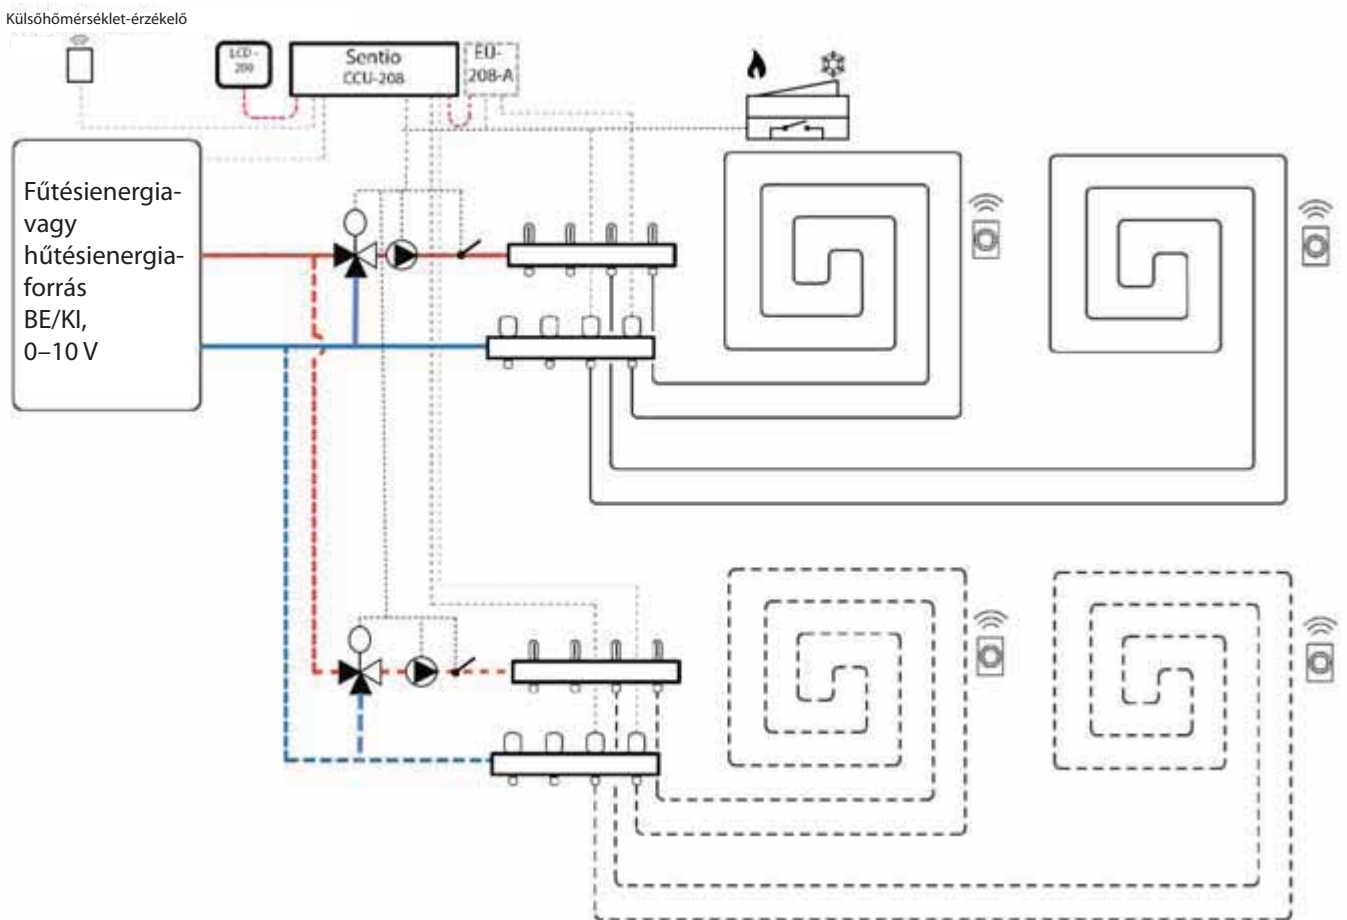 Külsőhőmérséklet-érzékelő
LCD-
200
Sentio
CCU-208
EU-
208-A
Fűtésienergia-
vagy
hűtésienergia-
forrás
BE/KI,
0–10 V